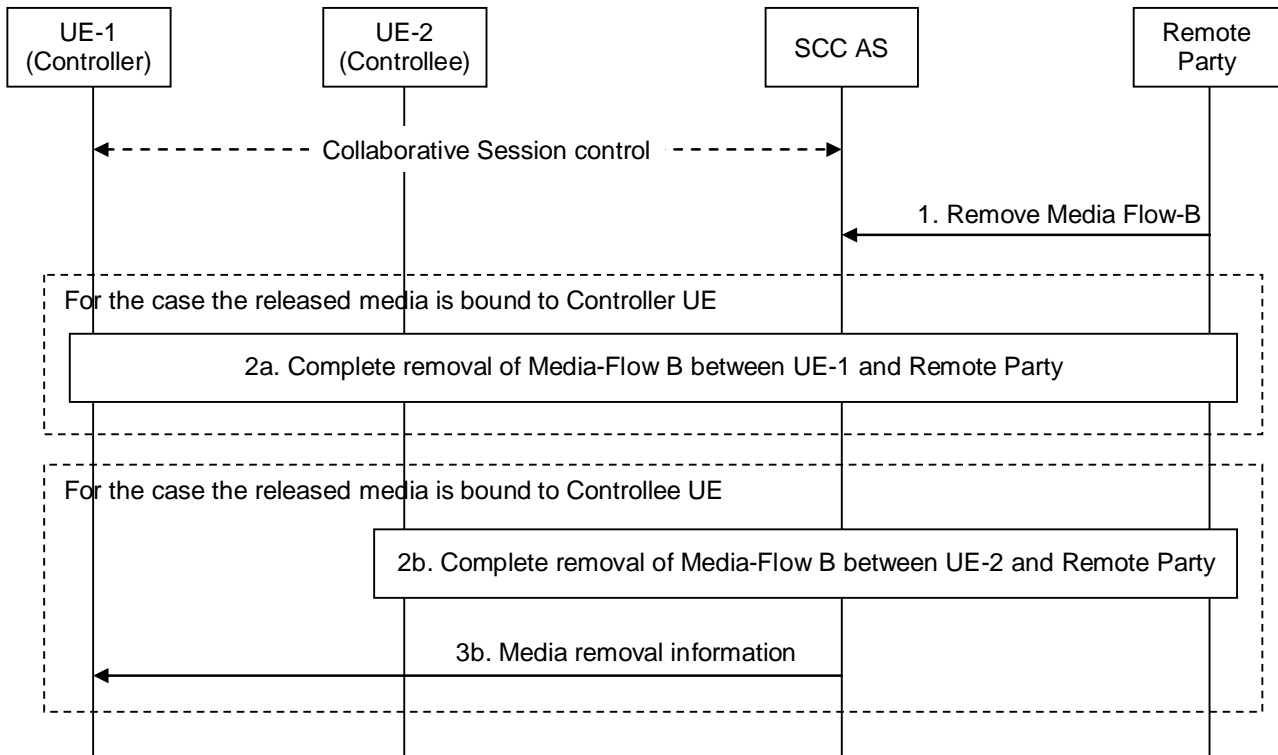 UE-1
(Controller)
UE-2
(Controllee)
SCC AS
Remote
Party
Collaborative Session control
1. Remove Media Flow-B
For the case the released media is bound to Controller UE
2a. Complete removal of Media-Flow B between UE-1 and Remote Party
For the case the released media is bound to Controllee UE
2b. Complete removal of Media-Flow B between UE-2 and Remote Party
3b. Media removal information